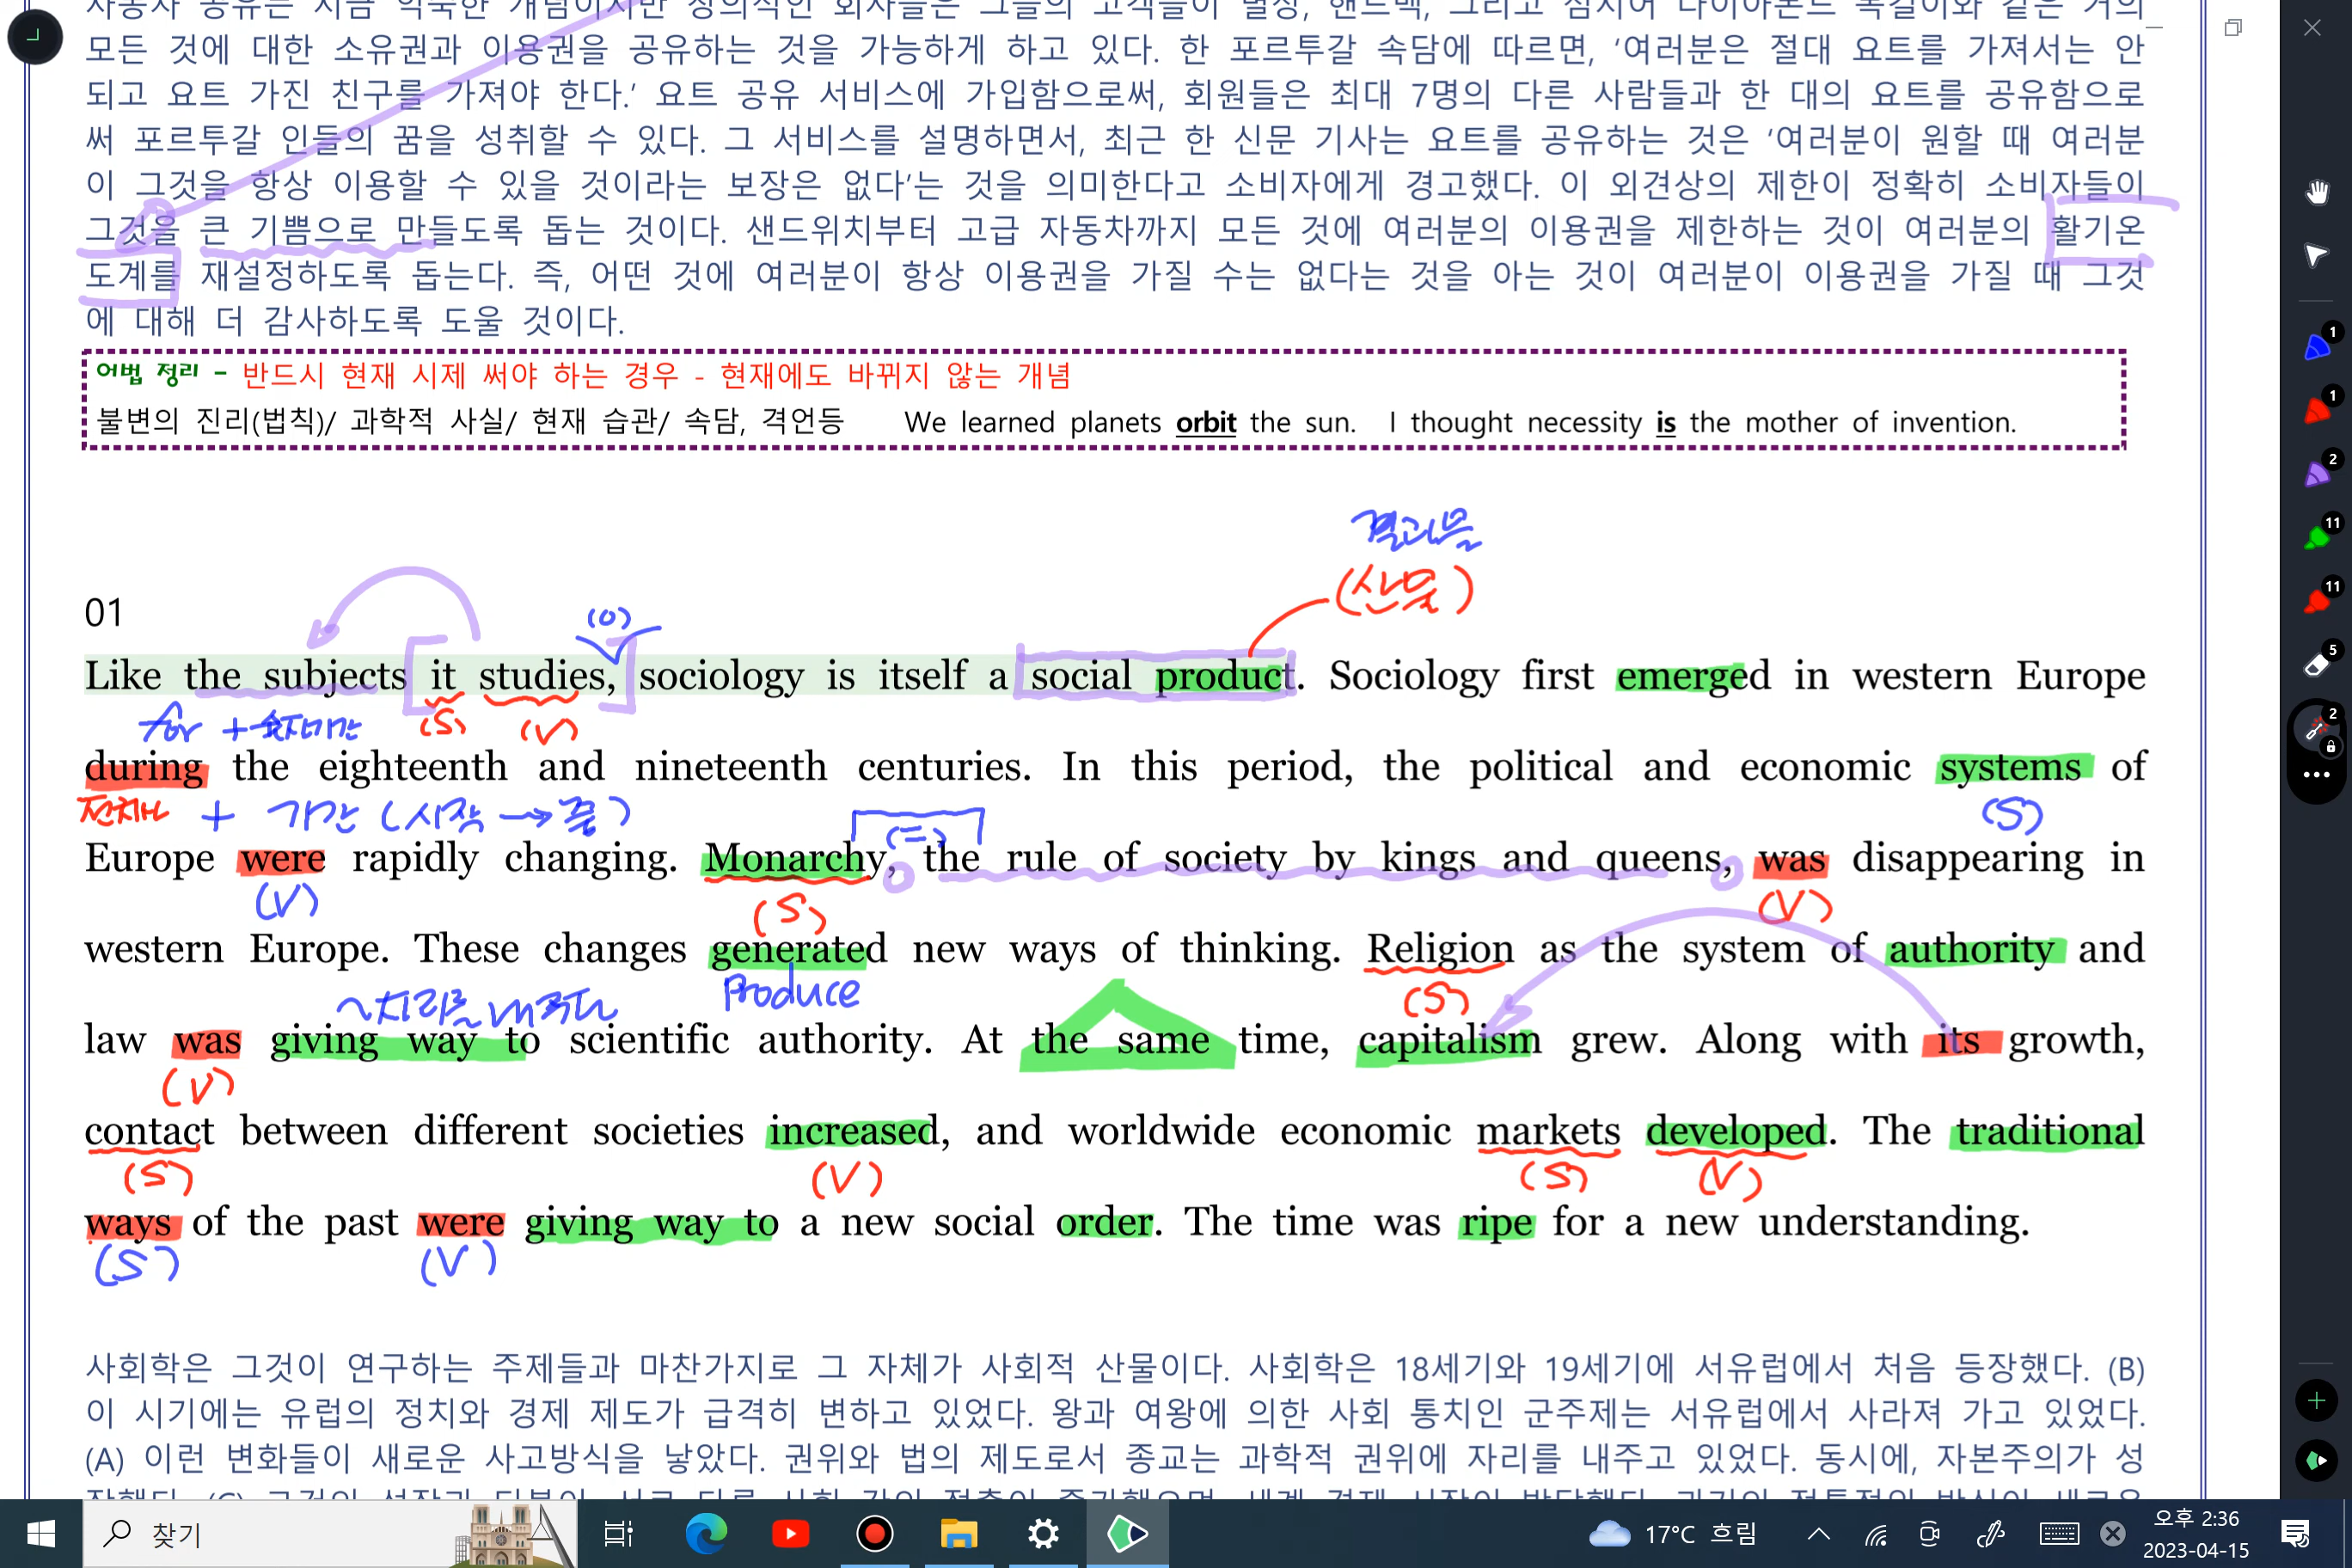 모든 것에 대한 소유권과 이용권을 공유하는 것을 가능하게 하고 있다. 한 포르투갈 속담에 따르면, ‘여러분은 절대 요트를 가져서는 안
되고 요트 가진 친구를 가져야 한다.’ 요트 공유 서비스에 가입함으로써, 회원들은 최대 7명의 다른 사람들과 한 대의 요트를 공유함으로
써 포르투갈 인들의 꿈을 성취할 수 있다. 그 서비스를 설명하면서, 최근 한 신문 기사는 요트를 공유하는 것은 ‘여러분이 원할 때 여러분
이 그것을 항상 이용할 수 있을 것이라는 보장은 없다’는 것을 의미한다고 소비자에게 경고했다. 이 외견상의 제한이 정확히 소비자들이
그것을 큰 기쁨으로 만들도록 돕는 것이다. 샌드위치부터 고급 자동차까지 모든 것에 여러분의 이용권을 제한하는 것이 여러분의 활기온
도계를 재설정하도록 돕는다. 즉, 어떤 것에 여러분이 항상 이용권을 가질 수는 없다는 것을 아는 것이 여러분이 이용권을 가질 때 그것
에 대해 더 감사하도록 도울 것이다.
어법 정리 - 반드시 현재 시제 써야 하는 경우 - 현재에도 바뀌지 않는 개념
불변의 진리(법칙)/ 과학적 사실/ 현재 습관/ 속담, 격언등 We learned planets orbit the sun. I thought necessity is the mother of invention.
결과물
(산물)
01
(o)
Like the subjects it studies, sociology is itself a social product. Sociology first emerged in western Europe
for + 숫자기간 (S) (V)
during the eighteenth and nineteenth centuries. In this period, the political and economic systems of
전치사 + 기간 (시작 → 끝) (=) (S)
Europe were rapidly changing. Monarchy, the rule of society by kings and queens, was disappearing in
(V) (S) (V)
western Europe. These changes generated new ways of thinking. Religion as the system of authority and
~자리를 내주다 Produce (S)
law was giving way to scientific authority. At the same time, capitalism grew. Along with its growth,
(V)
contact between different societies increased, and worldwide economic markets developed. The traditional
(S) (V) (S) (V)
ways of the past were giving way to a new social order. The time was ripe for a new understanding.
(S) (V)
사회학은 그것이 연구하는 주제들과 마찬가지로 그 자체가 사회적 산물이다. 사회학은 18세기와 19세기에 서유럽에서 처음 등장했다. (B)
이 시기에는 유럽의 정치와 경제 제도가 급격히 변하고 있었다. 왕과 여왕에 의한 사회 통치인 군주제는 서유럽에서 사라져 가고 있었다.
(A) 이런 변화들이 새로운 사고방식을 낳았다. 권위와 법의 제도로서 종교는 과학적 권위에 자리를 내주고 있었다. 동시에, 자본주의가 성
1
1
2
11
11
5
2
찾기
17°C 흐림
오후 2:36
2023-04-15